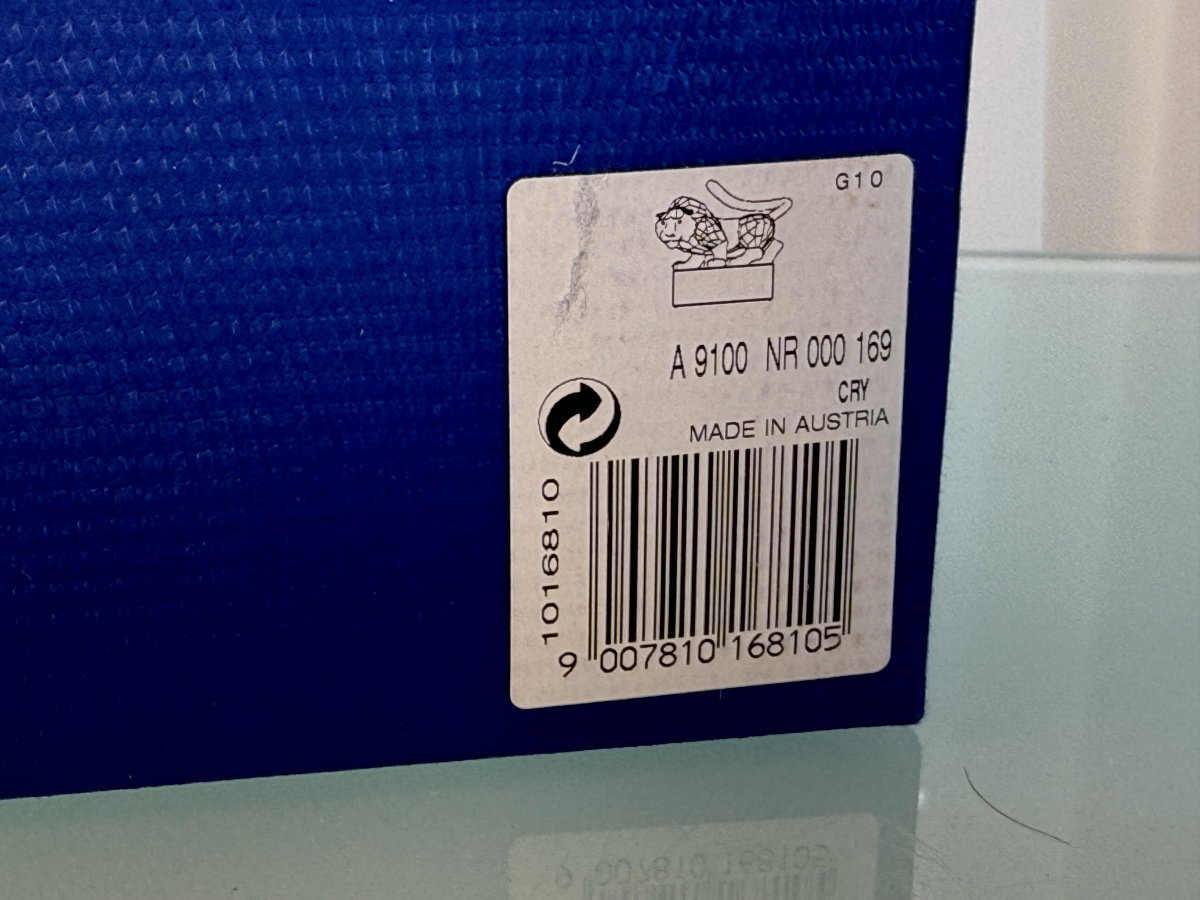 G10
A 9100 NR 000 169
CRY
MADE IN AUSTRIA
1016810
9 007810 168105